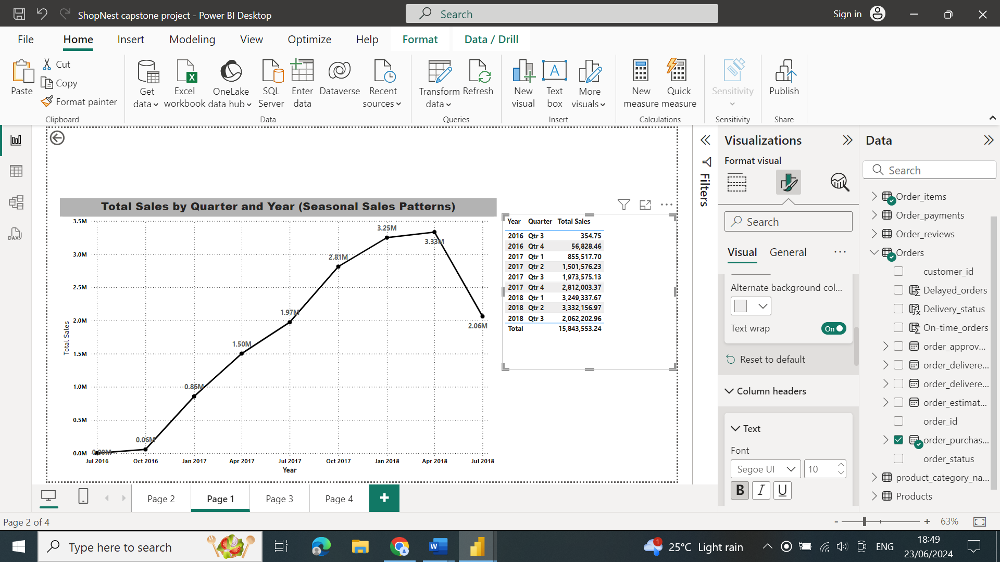 ShopNest capstone project - Power BI Desktop
Search
Sign in
File Home Insert Modeling View Optimize Help Format Data / Drill
Paste
Cut
Copy
Format painter
Clipboard
Get data
Excel workbook
OneLake data hub
SQL Server
Enter data
Dataverse
Recent sources
Data
Transform data
Refresh
Queries
New visual
Text box
More visuals
Insert
New measure
Quick measure
Calculations
Sensitivity
Sensitivity
Publish
Share
Total Sales by Quarter and Year (Seasonal Sales Patterns)
Total Sales
3.5M
3.0M
2.5M
2.0M
1.5M
1.0M
0.5M
0.0M
0.00M
0.06M
0.86M
1.50M
1.97M
2.81M
3.25M
3.33M
2.06M
Jul 2016 Oct 2016 Jan 2017 Apr 2017 Jul 2017 Oct 2017 Jan 2018 Apr 2018 Jul 2018
Year
Year Quarter Total Sales
2016 Qtr 3 354.75
2016 Qtr 4 56,828.46
2017 Qtr 1 855,517.70
2017 Qtr 2 1,501,576.23
2017 Qtr 3 1,973,575.13
2017 Qtr 4 2,812,003.37
2018 Qtr 1 3,249,337.67
2018 Qtr 2 3,332,156.97
2018 Qtr 3 2,062,202.96
Total 15,843,553.24
Filters
Visualizations
Format visual
Search
Visual General ...
Alternate background col...
Text wrap On
Reset to default
Column headers
Text
Font
Segoe UI 10
B I U
Data
Search
Order_items
Order_payments
Order_reviews
Orders
customer_id
Delayed_orders
Delivery_status
On-time_orders
order_approv...
order_delivere...
order_delivere...
order_estimat...
order_id
order_purchas...
order_status
product_category_na...
Products
Page 2 Page 1 Page 3 Page 4 +
Page 2 of 4
- + 63%
Type here to search
1
25°C Light rain
ENG
18:49
23/06/2024